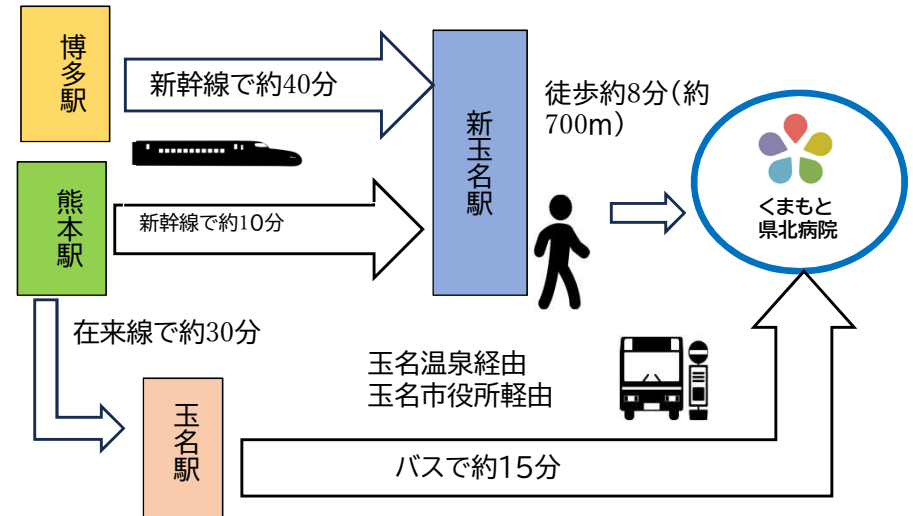 博多駅
新幹線で約40分
新玉名駅
徒歩約8分（約
700m）
くまもと
県北病院
熊本駅
新幹線で約10分
在来線で約30分
玉名温泉経由
玉名市役所軽由
玉名駅
バスで約15分